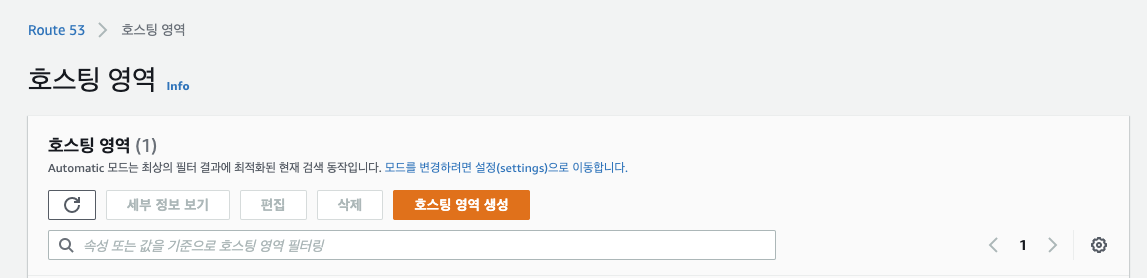 Route 53 > 호스팅 영역
호스팅 영역 Info
호스팅 영역 (1)
Automatic 모드는 최상의 필터 결과에 최적화된 현재 검색 동작입니다. 모드를 변경하려면 설정(settings)으로 이동합니다.
세부 정보 보기 편집 삭제 호스팅 영역 생성
속성 또는 값을 기준으로 호스팅 영역 필터링 < 1 >